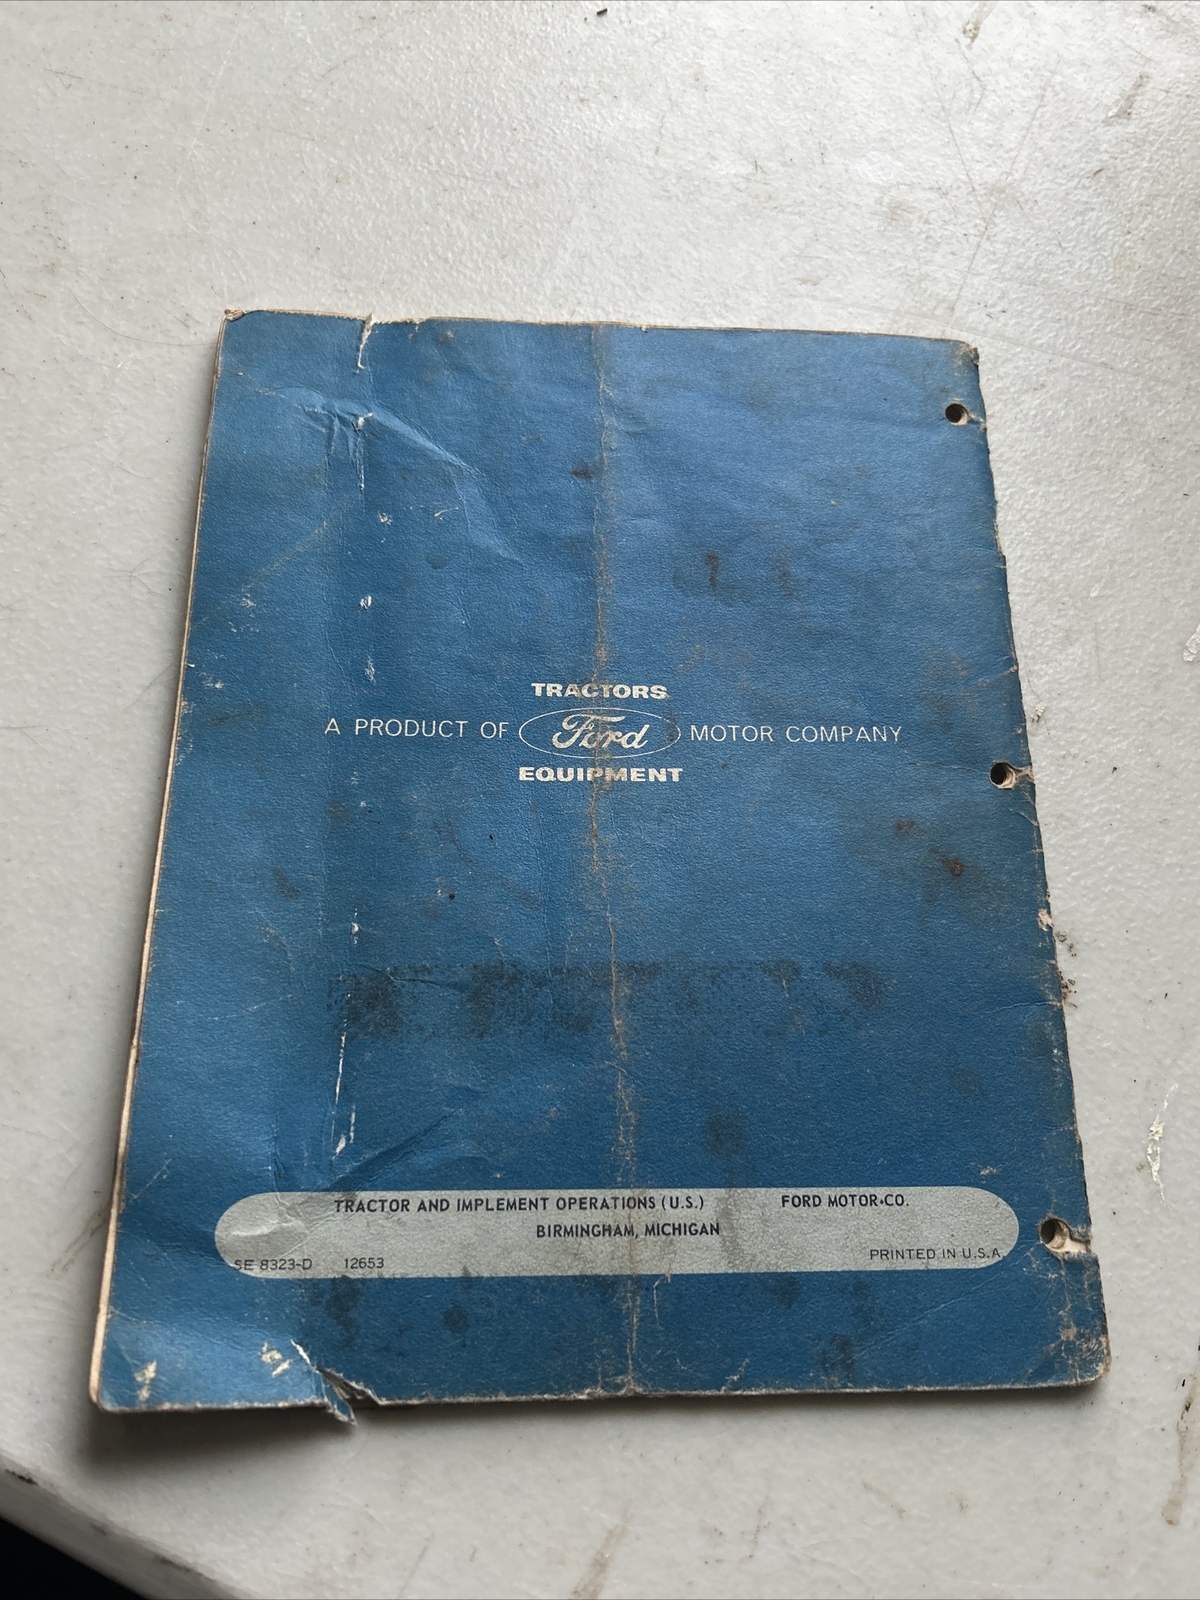 TRACTORS
A PRODUCT OF Ford MOTOR COMPANY
EQUIPMENT
TRACTOR AND IMPLEMENT OPERATIONS (U.S.) FORD MOTOR CO.
BIRMINGHAM, MICHIGAN
SE 8323-D 12653 PRINTED IN U.S.A.